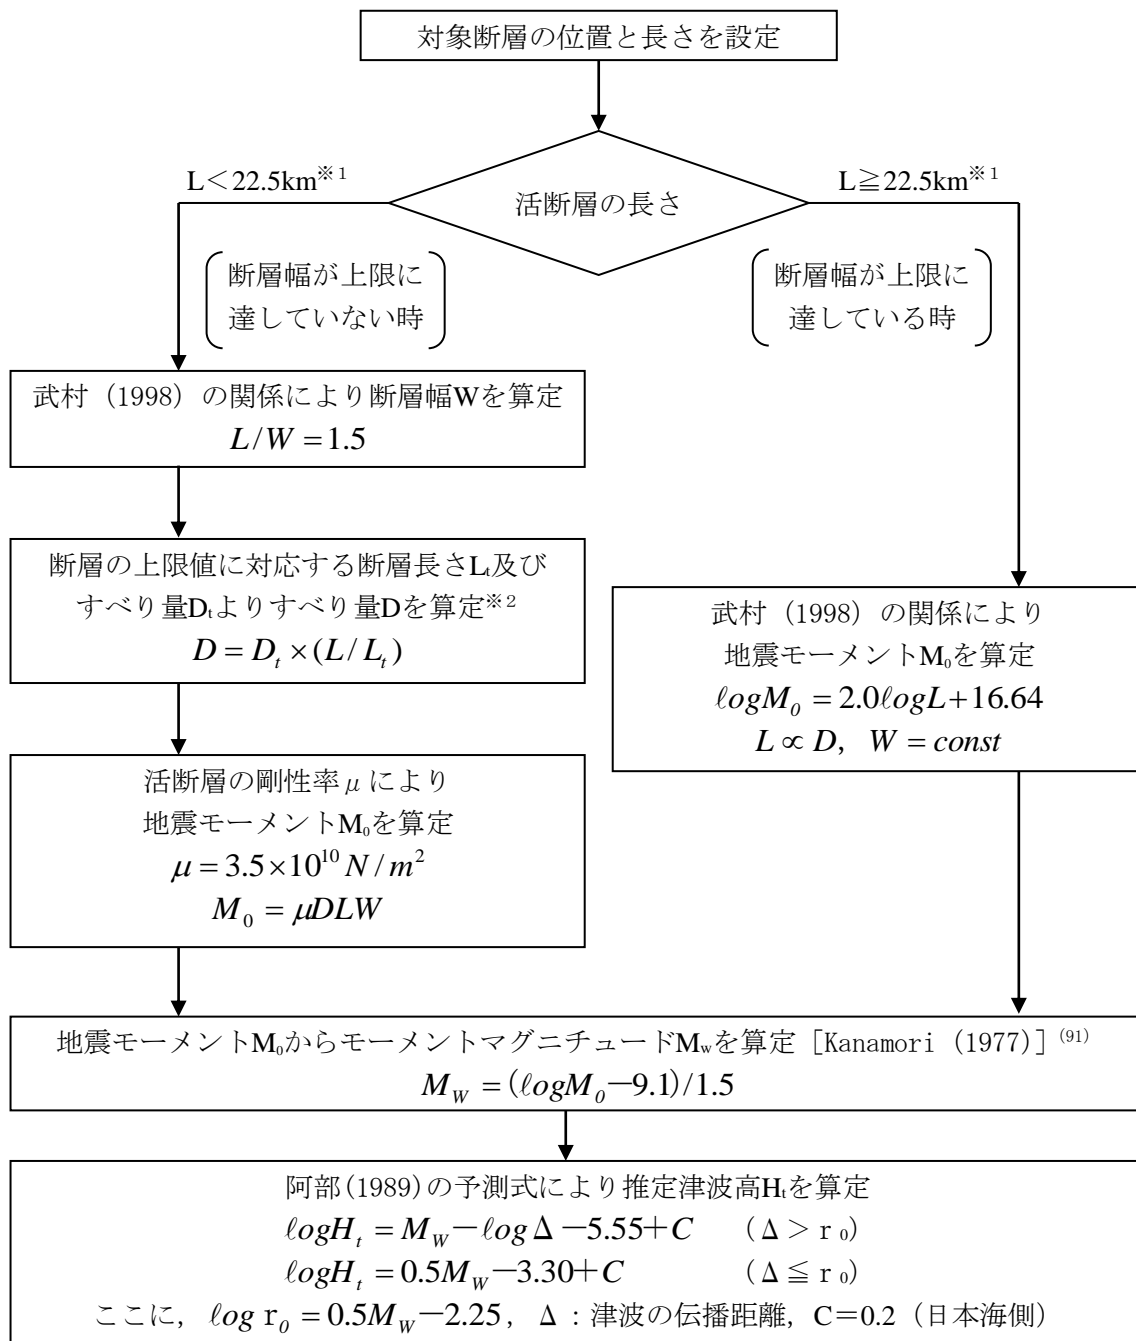 対象断層の位置と長さを設定
活断層の長さ
L＜22.5km※1
L≧22.5km※1
断層幅が上限に
達していない時
断層幅が上限に
達している時
武村（1998）の関係により断層幅Wを算定
L/W=1.5
断層の上限値に対応する断層長さLt及び
すべり量Dtよりすべり量Dを算定※2
D=Dt×(L/Lt)
活断層の剛性率μにより
地震モーメントM0を算定
μ=3.5×10^10 N/m^2
M0=μDLW
武村（1998）の関係により
地震モーメントM0を算定
ℓogM0=2.0ℓogL+16.64
L∝D, W=const
地震モーメントM0からモーメントマグニチュードMwを算定［Kanamori（1977）］(91)
MW=(ℓogM0−9.1)/1.5
阿部(1989)の予測式により推定津波高Htを算定
ℓogHt=MW−ℓogΔ−5.55+C （Δ＞r0）
ℓogHt=0.5MW−3.30+C （Δ≦r0）
ここに，ℓog r0=0.5MW−2.25，Δ：津波の伝播距離，C＝0.2（日本海側）